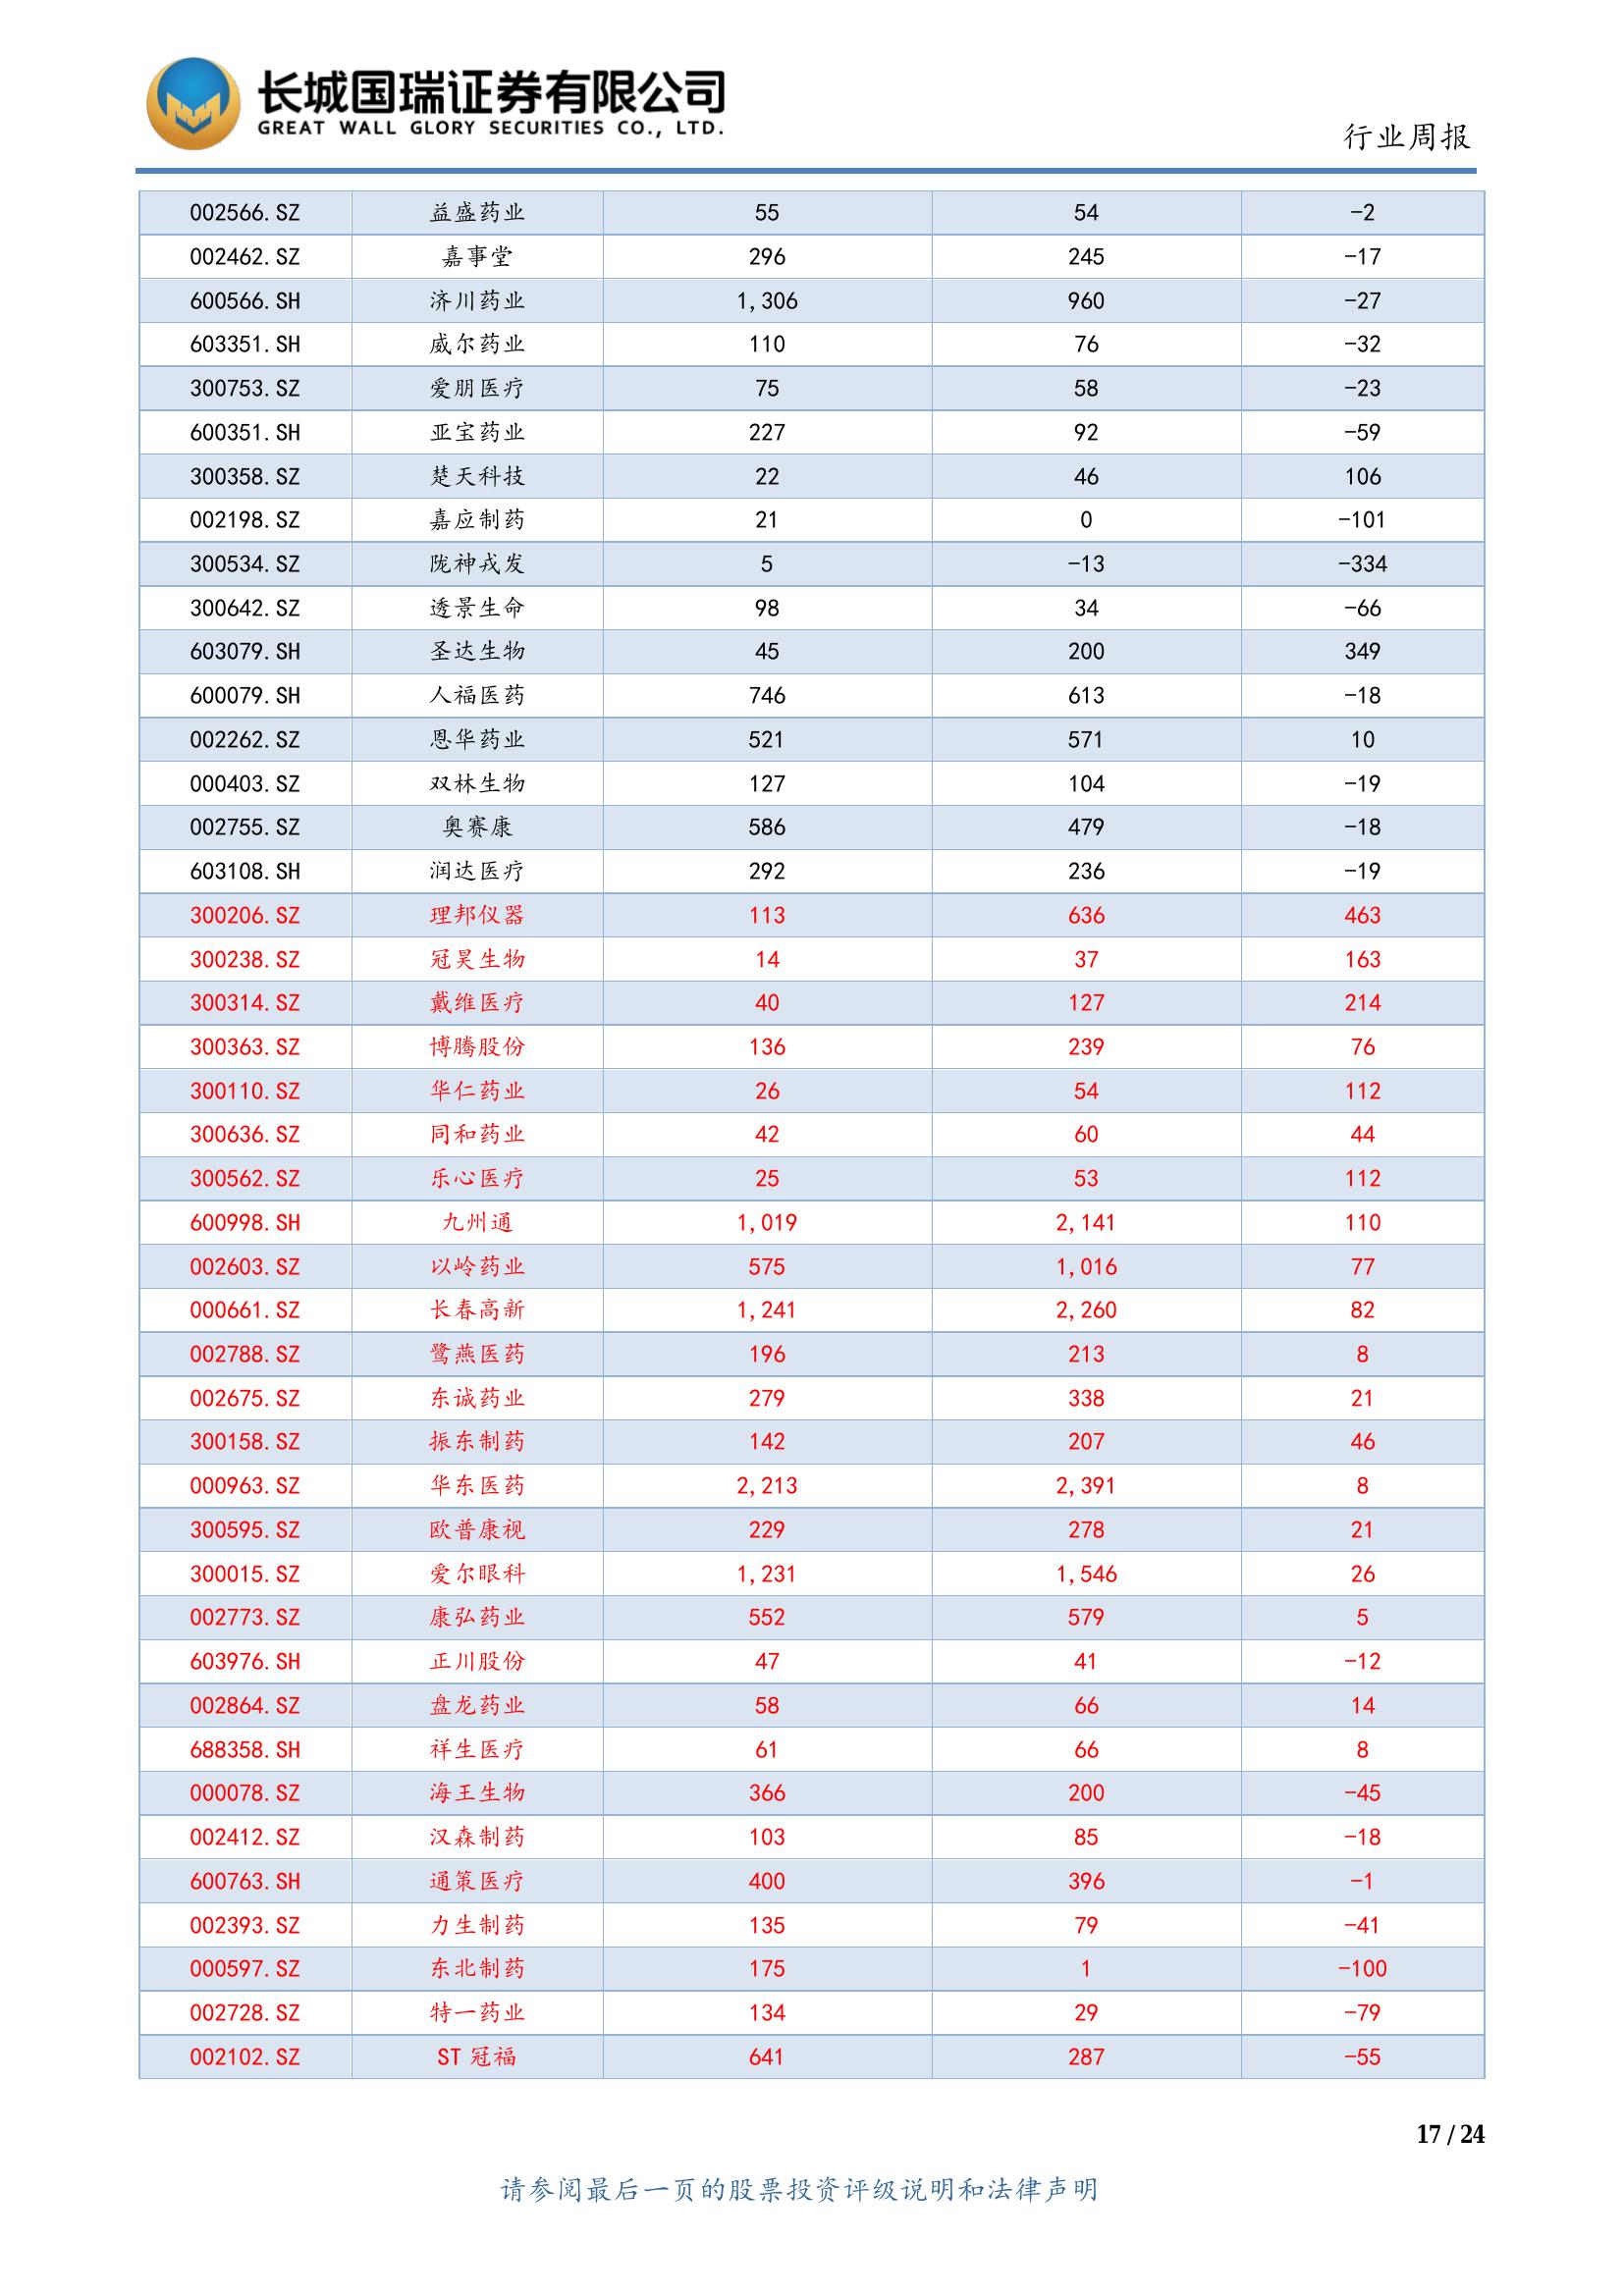 长城国瑞证券有限公司
GREAT WALL GLORY SECURITIES CO., LTD.
行业周报
002566.SZ 益盛药业 55 54 -2
002462.SZ 嘉事堂 296 245 -17
600566.SH 济川药业 1,306 960 -27
603351.SH 威尔药业 110 76 -32
300753.SZ 爱朋医疗 75 58 -23
600351.SH 亚宝药业 227 92 -59
300358.SZ 楚天科技 22 46 106
002198.SZ 嘉应制药 21 0 -101
300534.SZ 陇神戎发 5 -13 -334
300642.SZ 透景生命 98 34 -66
603079.SH 圣达生物 45 200 349
600079.SH 人福医药 746 613 -18
002262.SZ 恩华药业 521 571 10
000403.SZ 双林生物 127 104 -19
002755.SZ 奥赛康 586 479 -18
603108.SH 润达医疗 292 236 -19
300206.SZ 理邦仪器 113 636 463
300238.SZ 冠昊生物 14 37 163
300314.SZ 戴维医疗 40 127 214
300363.SZ 博腾股份 136 239 76
300110.SZ 华仁药业 26 54 112
300636.SZ 同和药业 42 60 44
300562.SZ 乐心医疗 25 53 112
600998.SH 九州通 1,019 2,141 110
002603.SZ 以岭药业 575 1,016 77
000661.SZ 长春高新 1,241 2,260 82
002788.SZ 鹭燕医药 196 213 8
002675.SZ 东诚药业 279 338 21
300158.SZ 振东制药 142 207 46
000963.SZ 华东医药 2,213 2,391 8
300595.SZ 欧普康视 229 278 21
300015.SZ 爱尔眼科 1,231 1,546 26
002773.SZ 康弘药业 552 579 5
603976.SH 正川股份 47 41 -12
002864.SZ 盘龙药业 58 66 14
688358.SH 祥生医疗 61 66 8
000078.SZ 海王生物 366 200 -45
002412.SZ 汉森制药 103 85 -18
600763.SH 通策医疗 400 396 -1
002393.SZ 力生制药 135 79 -41
000597.SZ 东北制药 175 1 -100
002728.SZ 特一药业 134 29 -79
002102.SZ ST 冠福 641 287 -55
17 / 24
请参阅最后一页的股票投资评级说明和法律声明